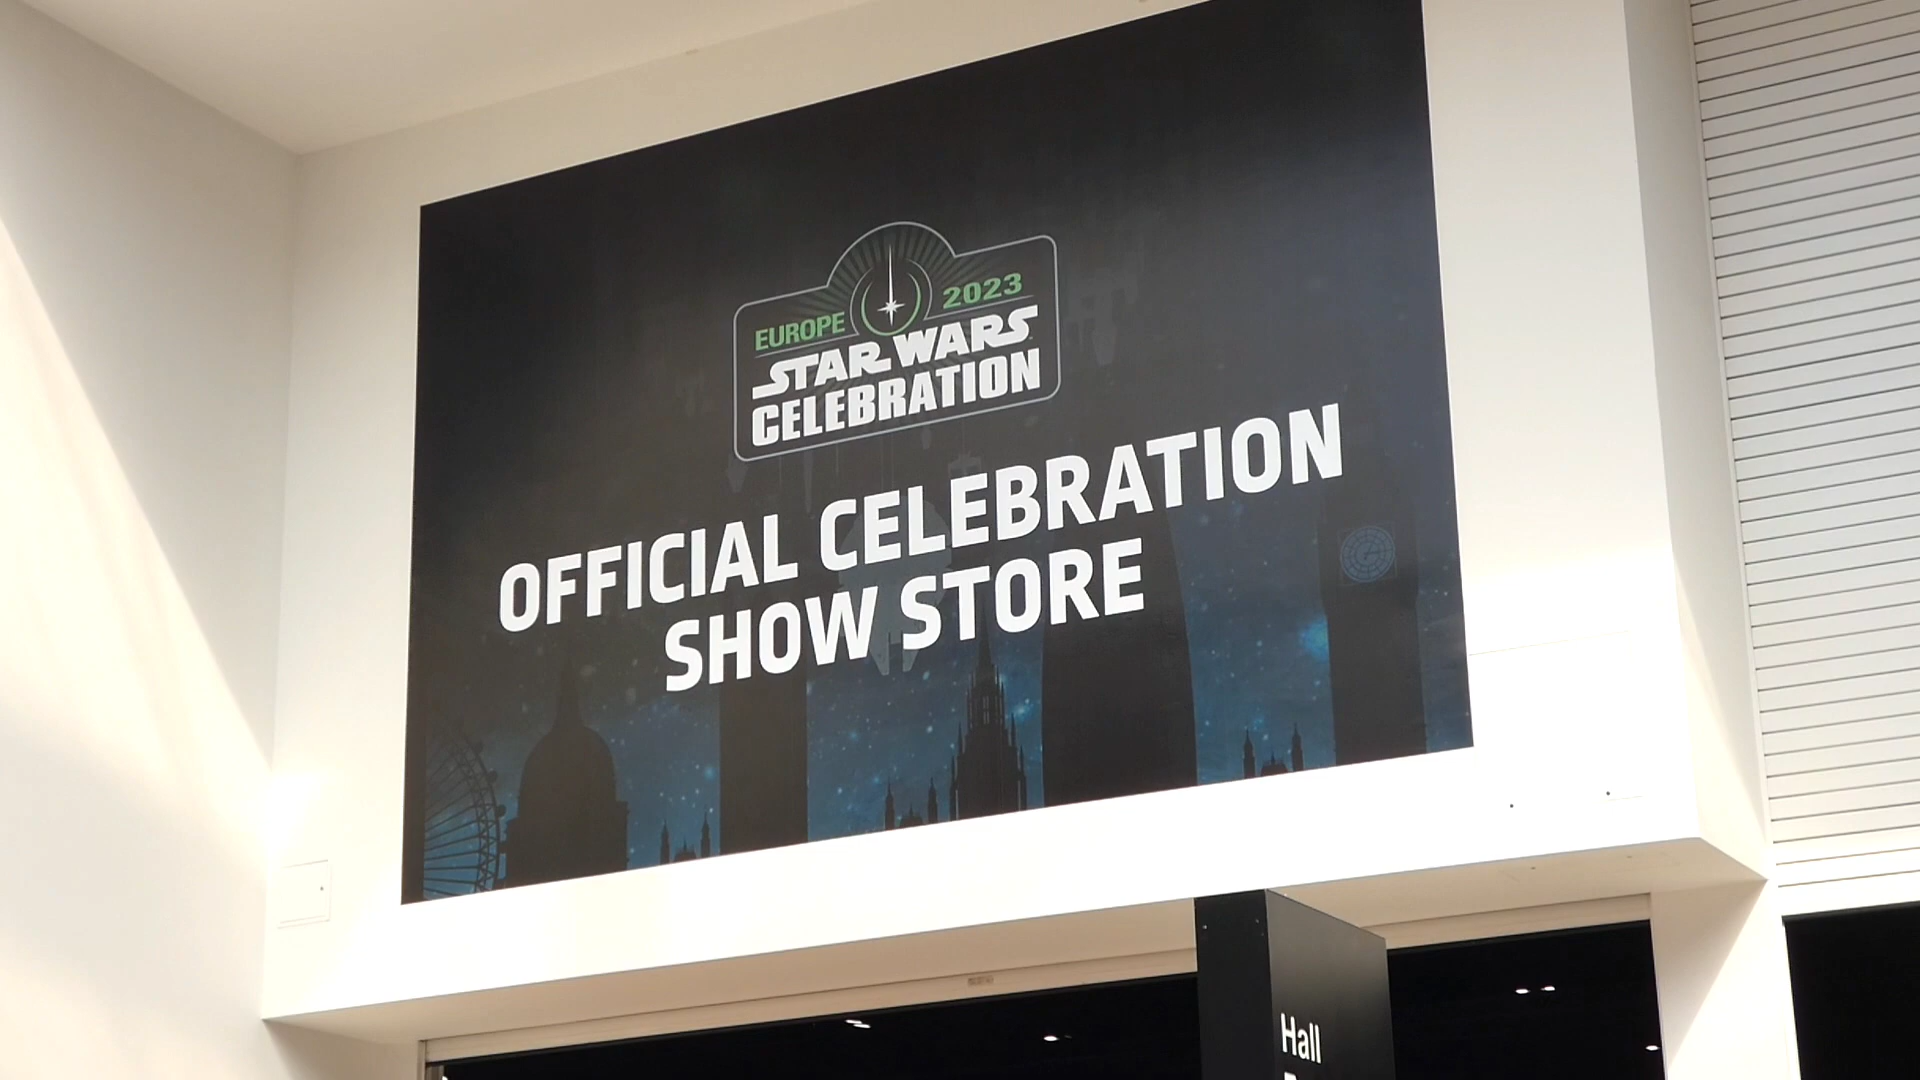 EUROPE 2023
STAR WARS
CELEBRATION
OFFICIAL CELEBRATION
SHOW STORE
Hall